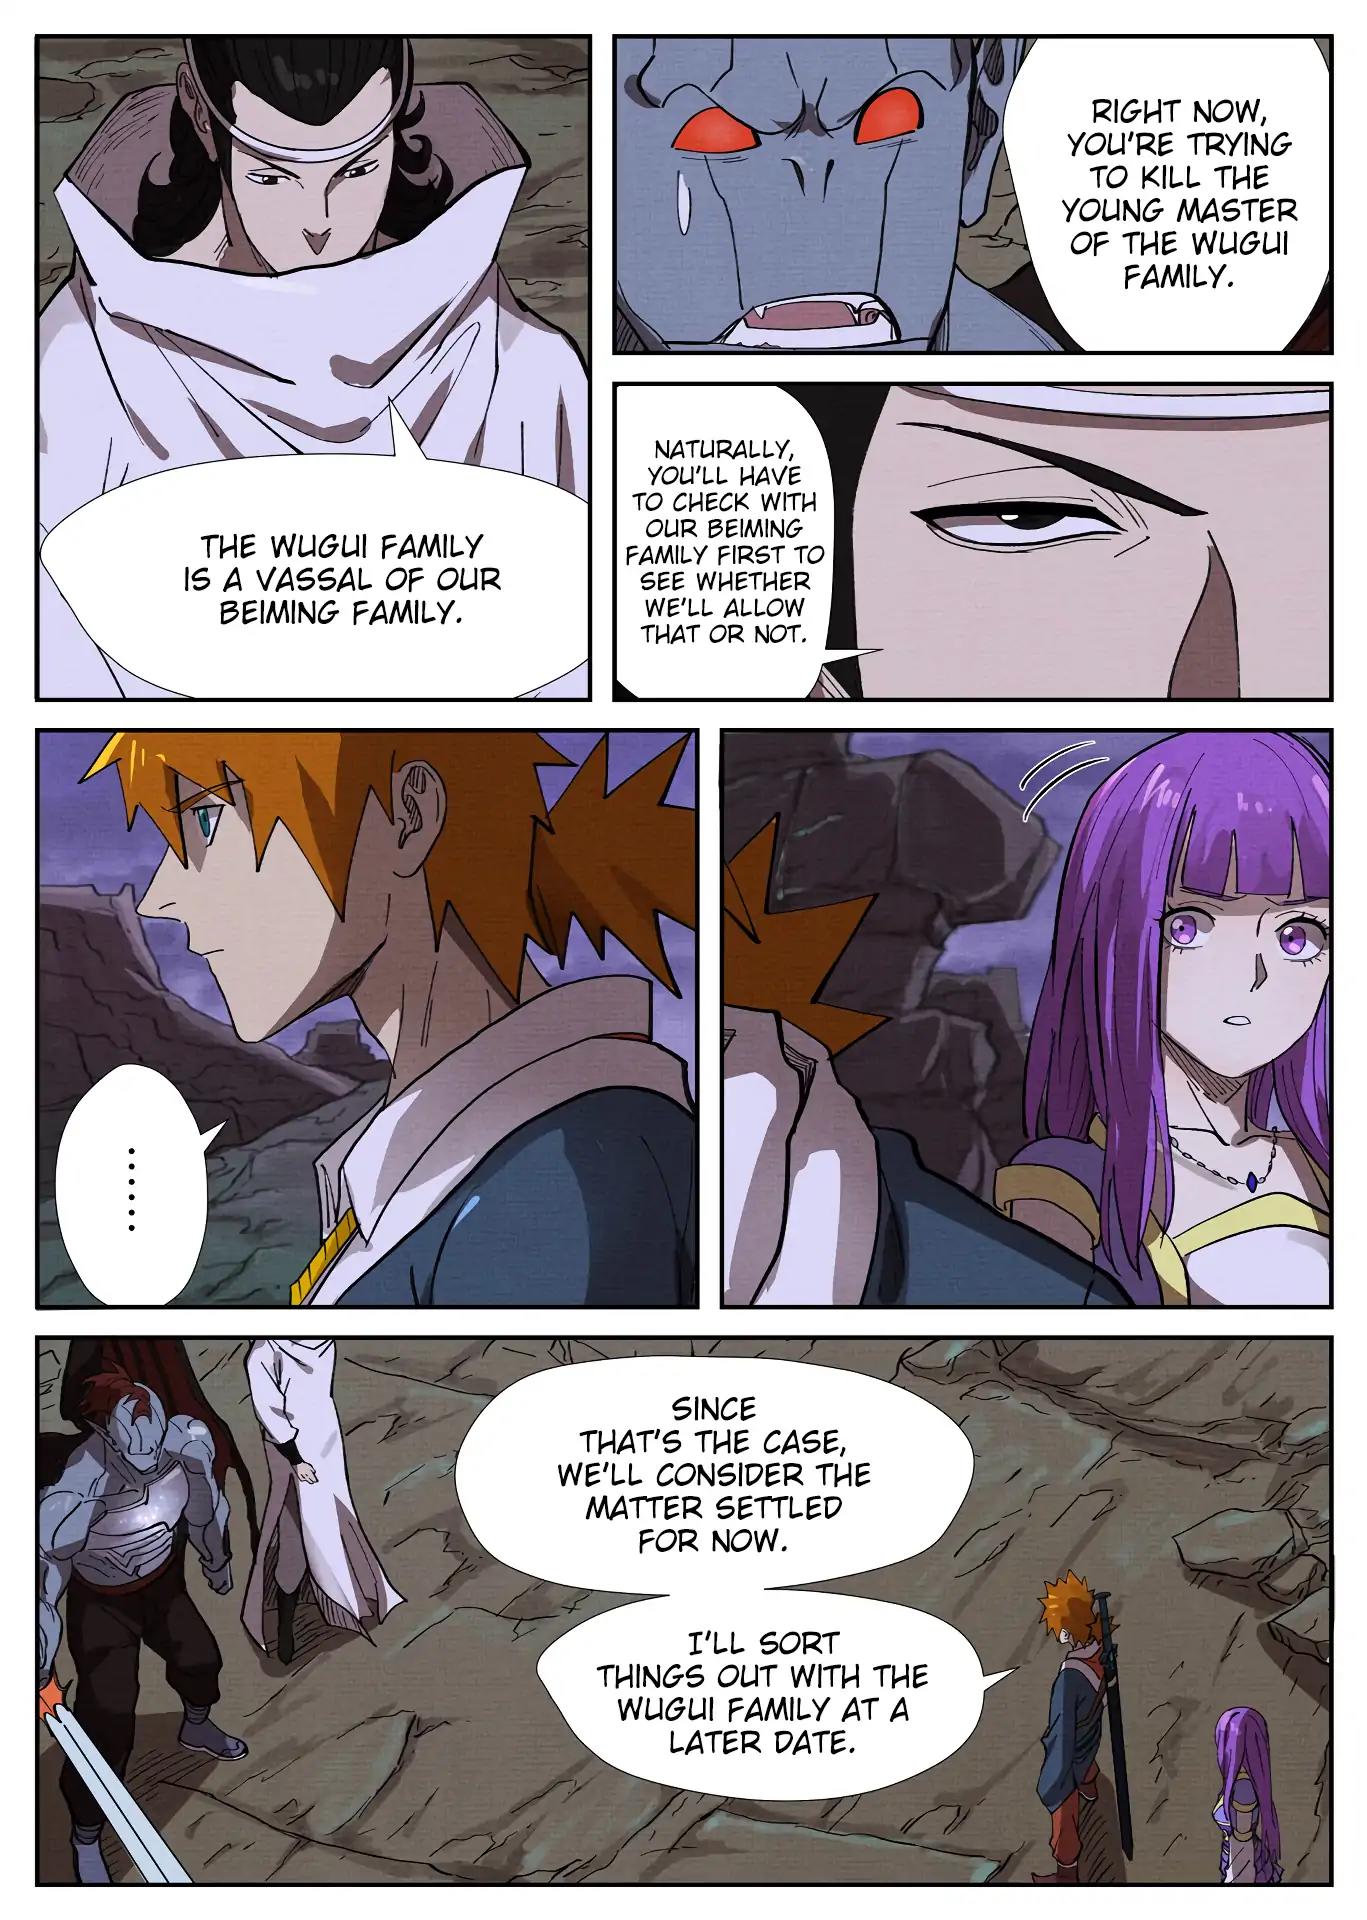 THE WUGUI FAMILY
IS A VASSAL OF OUR
BEIMING FAMILY.
RIGHT NOW,
YOU'RE TRYING
TO KILL THE
YOUNG MASTER
OF THE WUGUI
FAMILY.
NATURALLY,
YOU'LL HAVE
TO CHECK WITH
OUR BEIMING
FAMILY FIRST TO
SEE WHETHER
WE'LL ALLOW
THAT OR NOT.
......
SINCE
THAT'S THE CASE,
WE'LL CONSIDER THE
MATTER SETTLED
FOR NOW.
I'LL SORT
THINGS OUT WITH THE
WUGUI FAMILY AT A
LATER DATE.